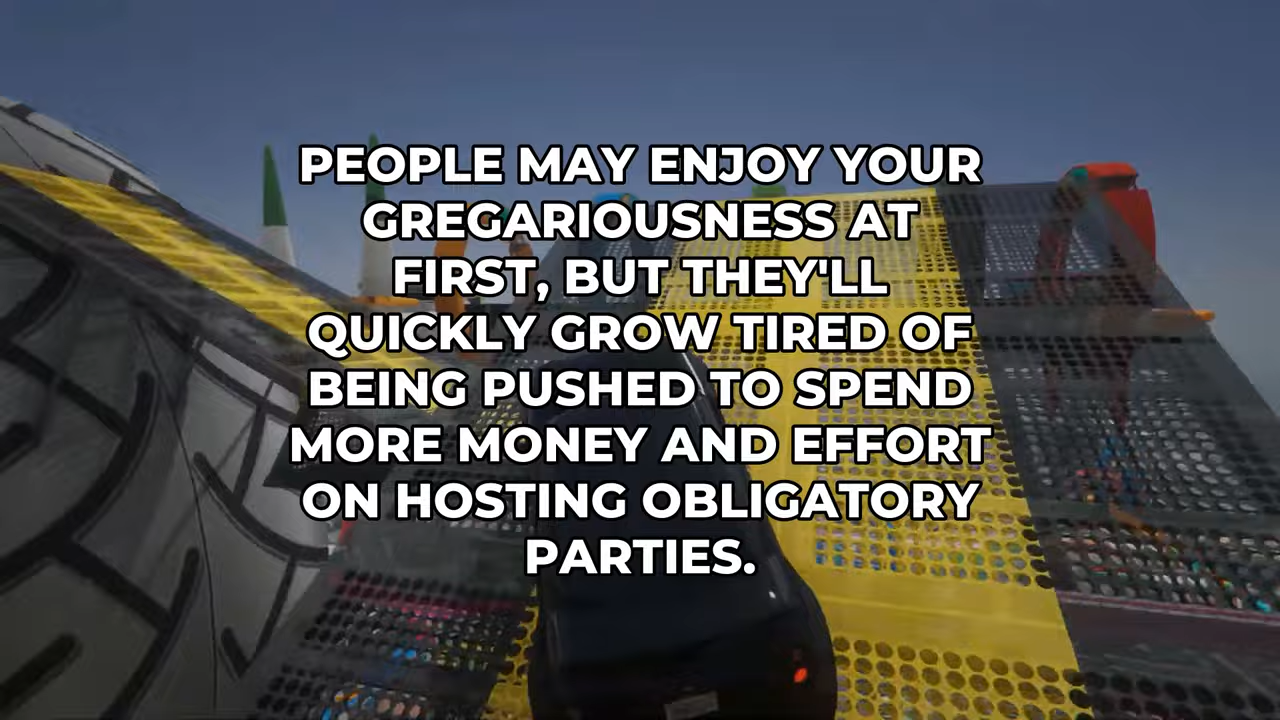 PEOPLE MAY ENJOY YOUR
GREGARIOUSNESS AT
FIRST, BUT THEY'LL
QUICKLY GROW TIRED OF
BEING PUSHED TO SPEND
MORE MONEY AND EFFORT
ON HOSTING OBLIGATORY
PARTIES.